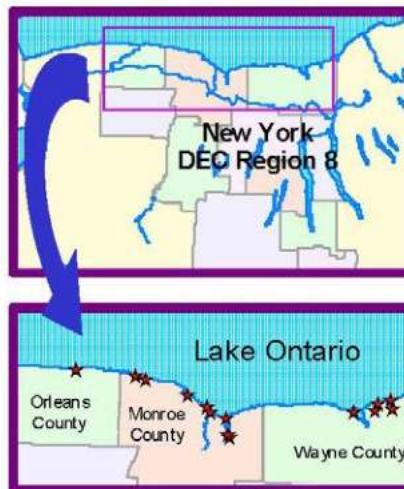 New York
DEC Region 8
Lake Ontario
Orleans
County
Monroe
County
Wayne County